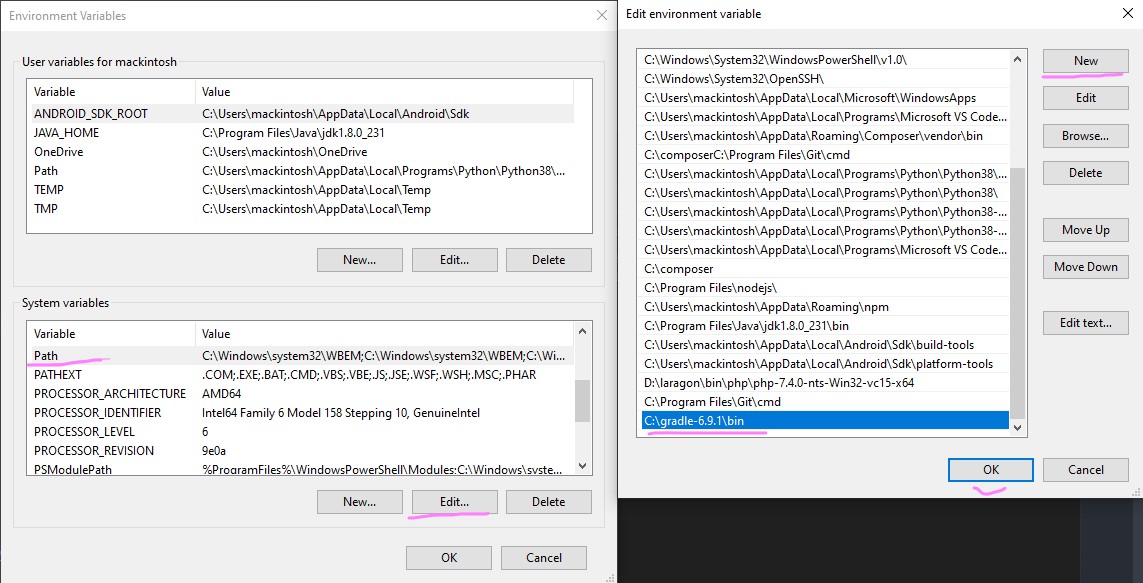 Environment Variables
User variables for mackintosh
Variable Value
ANDROID_SDK_ROOT C:\Users\mackintosh\AppData\Local\Android\Sdk
JAVA_HOME C:\Program Files\Java\jdk1.8.0_231
OneDrive C:\Users\mackintosh\OneDrive
Path C:\Users\mackintosh\AppData\Local\Programs\Python\Python38\...
TEMP C:\Users\mackintosh\AppData\Local\Temp
TMP C:\Users\mackintosh\AppData\Local\Temp
New... Edit... Delete
System variables
Variable Value
Path C:\Windows\system32\WBEM;C:\Windows\system32\WBEM;C:\Wi...
PATHEXT .COM;.EXE;.BAT;.CMD;.VBS;.VBE;.JS;.JSE;.WSF;.WSH;.MSC;.PHAR
PROCESSOR_ARCHITECTURE AMD64
PROCESSOR_IDENTIFIER Intel64 Family 6 Model 158 Stepping 10, GenuineIntel
PROCESSOR_LEVEL 6
PROCESSOR_REVISION 9e0a
PSModulePath %ProgramFiles%\WindowsPowerShell\Modules;C:\Windows\syste...
New... Edit... Delete
OK Cancel
Edit environment variable
C:\Windows\System32\WindowsPowerShell\v1.0\
C:\Windows\System32\OpenSSH\
C:\Users\mackintosh\AppData\Local\Microsoft\WindowsApps
C:\Users\mackintosh\AppData\Local\Programs\Microsoft VS Code...
C:\Users\mackintosh\AppData\Roaming\Composer\vendor\bin
C:\composerC:\Program Files\Git\cmd
C:\Users\mackintosh\AppData\Local\Programs\Python\Python38\...
C:\Users\mackintosh\AppData\Local\Programs\Python\Python38\
C:\Users\mackintosh\AppData\Local\Programs\Python\Python38-...
C:\Users\mackintosh\AppData\Local\Programs\Python\Python38-...
C:\Users\mackintosh\AppData\Local\Programs\Microsoft VS Code...
C:\composer
C:\Program Files\nodejs\
C:\Users\mackintosh\AppData\Roaming\npm
C:\Program Files\Java\jdk1.8.0_231\bin
C:\Users\mackintosh\AppData\Local\Android\Sdk\build-tools
C:\Users\mackintosh\AppData\Local\Android\Sdk\platform-tools
D:\laragon\bin\php\php-7.4.0-nts-Win32-vc15-x64
C:\Program Files\Git\cmd
C:\gradle-6.9.1\bin
New
Edit
Browse...
Delete
Move Up
Move Down
Edit text...
OK Cancel